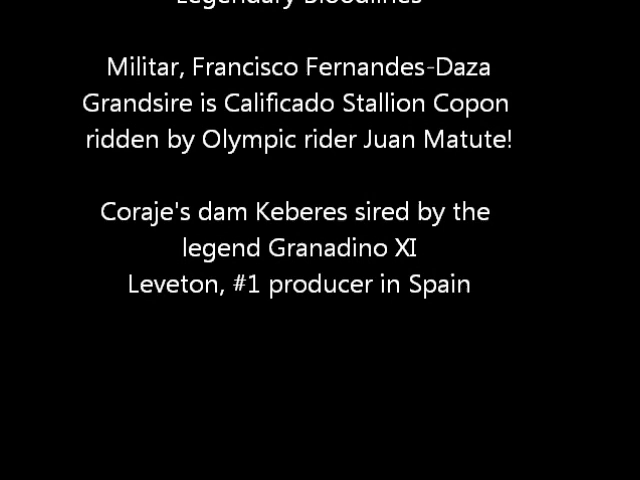 Legendary Bloodlines
Militar, Francisco Fernandes-Daza
Grandsire is Calificado Stallion Copon
ridden by Olympic rider Juan Matute!
Coraje's dam Keberes sired by the
legend Granadino XI
Leveton, #1 producer in Spain